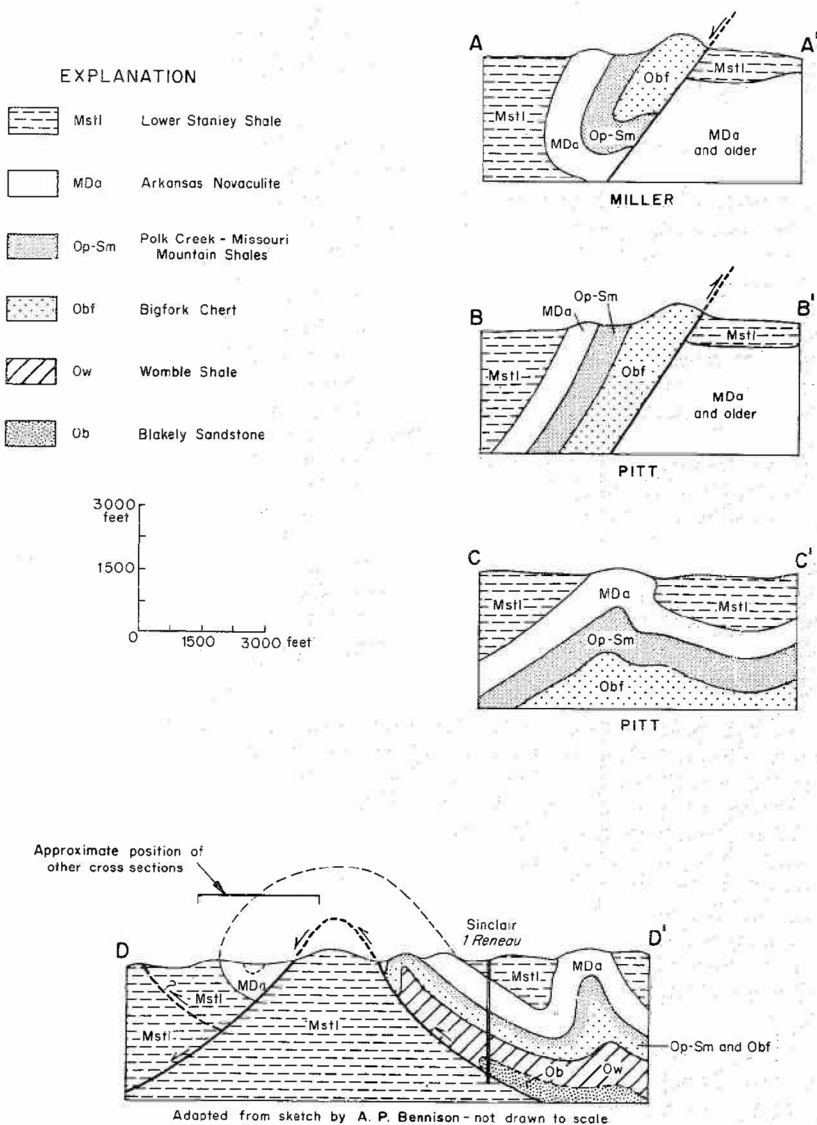 EXPLANATION
Mstl Lower Stanley Shale
MDa Arkansas Novaculite
Op-Sm Polk Creek - Missouri
Mountain Shales
Obf Bigfork Chert
Ow Womble Shale
Ob Blakely Sandstone
3000
feet
1500
0 1500 3000 feet
A A'
Mstl
MDa
Op-Sm
Obf
Mstl
MDa
and older
MILLER
B B'
Op-Sm
MDa
Mstl
Obf
Mstl
MDa
and older
PITT
C C'
Mstl
MDa
Mstl
Op-Sm
Obf
PITT
Approximate position of
other cross sections
D D'
Sinclair
1 Reneau
Mstl
MDa
Mstl
Mstl
Mstl
MDa
Op-Sm and Obf
Ob
Ow
Adapted from sketch by A. P. Bennison - not drawn to scale